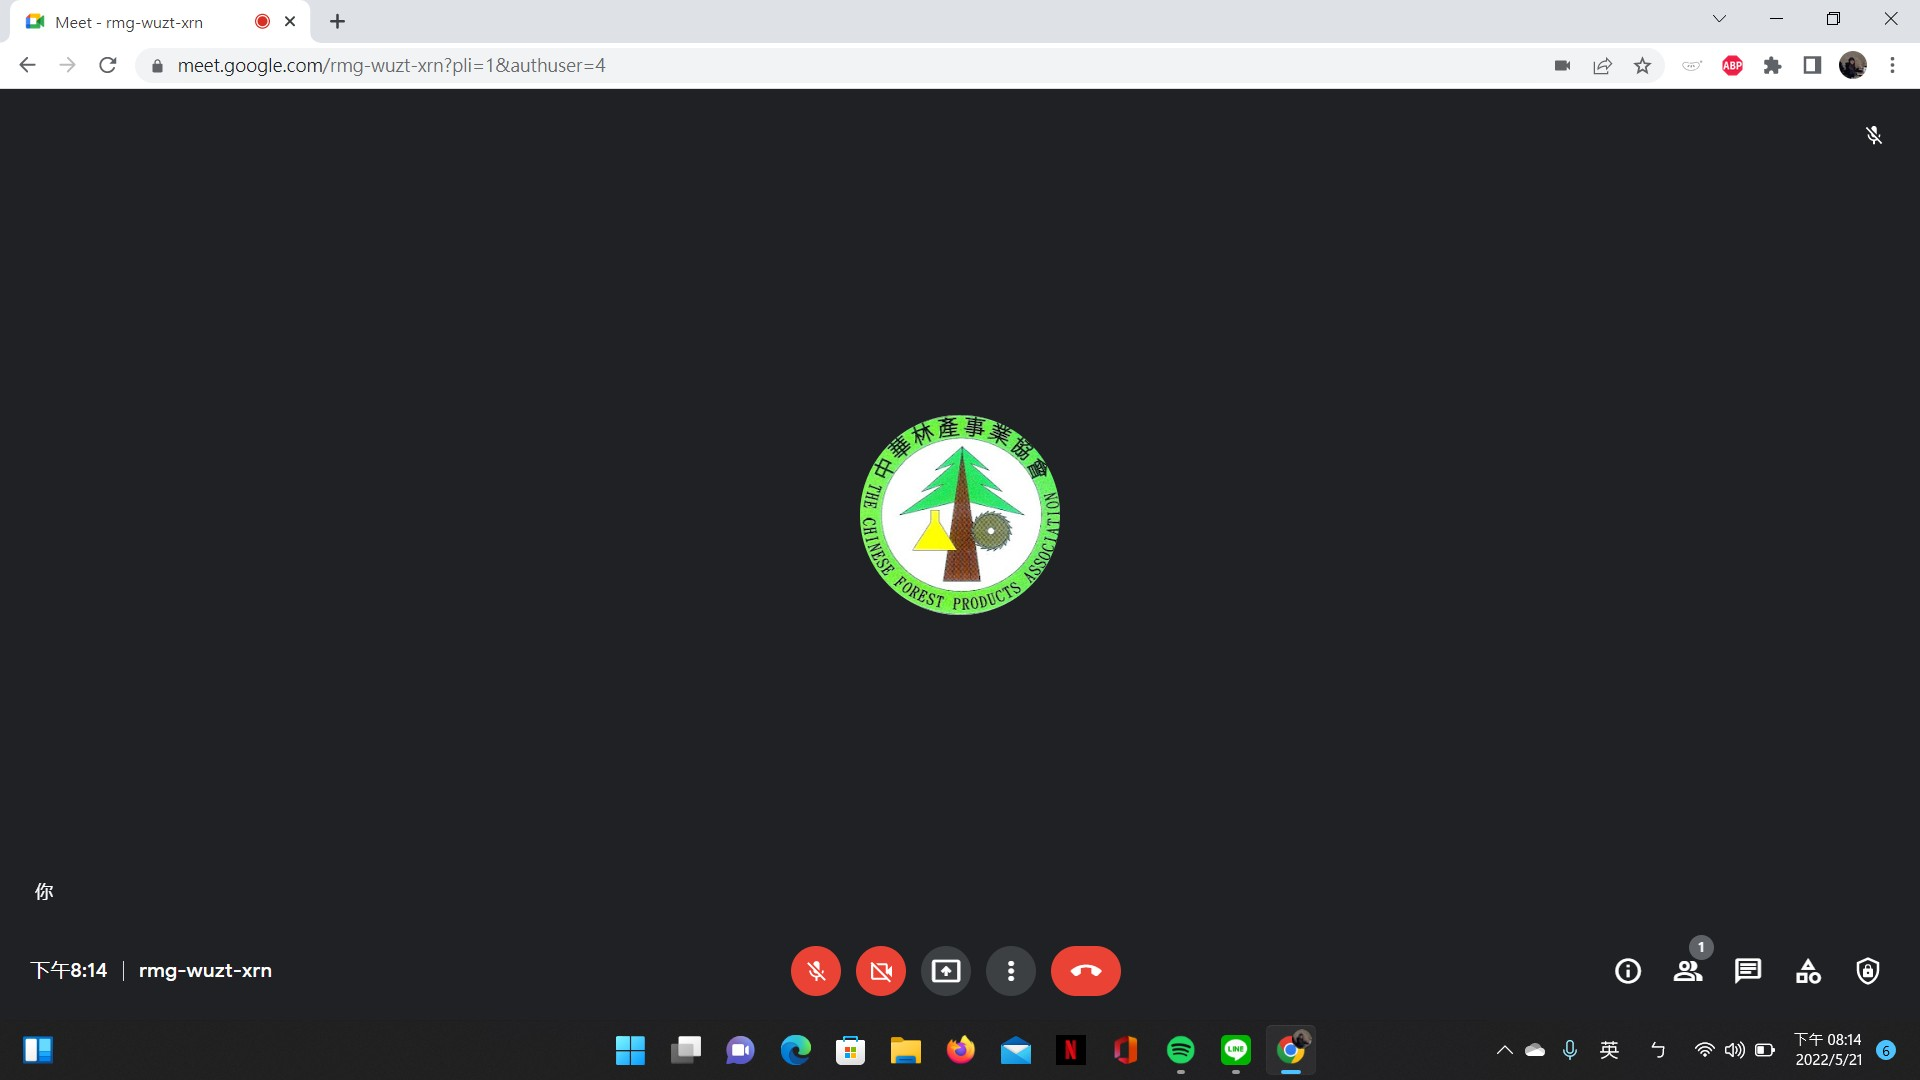 Meet - rmg-wuzt-xrn
meet.google.com/rmg-wuzt-xrn?pli=1&authuser=4
ABP
中華林產事業協會
THE CHINESE FOREST PRODUCTS ASSOCIATION
你
下午8:14 | rmg-wuzt-xrn
1
N
LINE
英
ㄅ
下午 08:14
2022/5/21
6